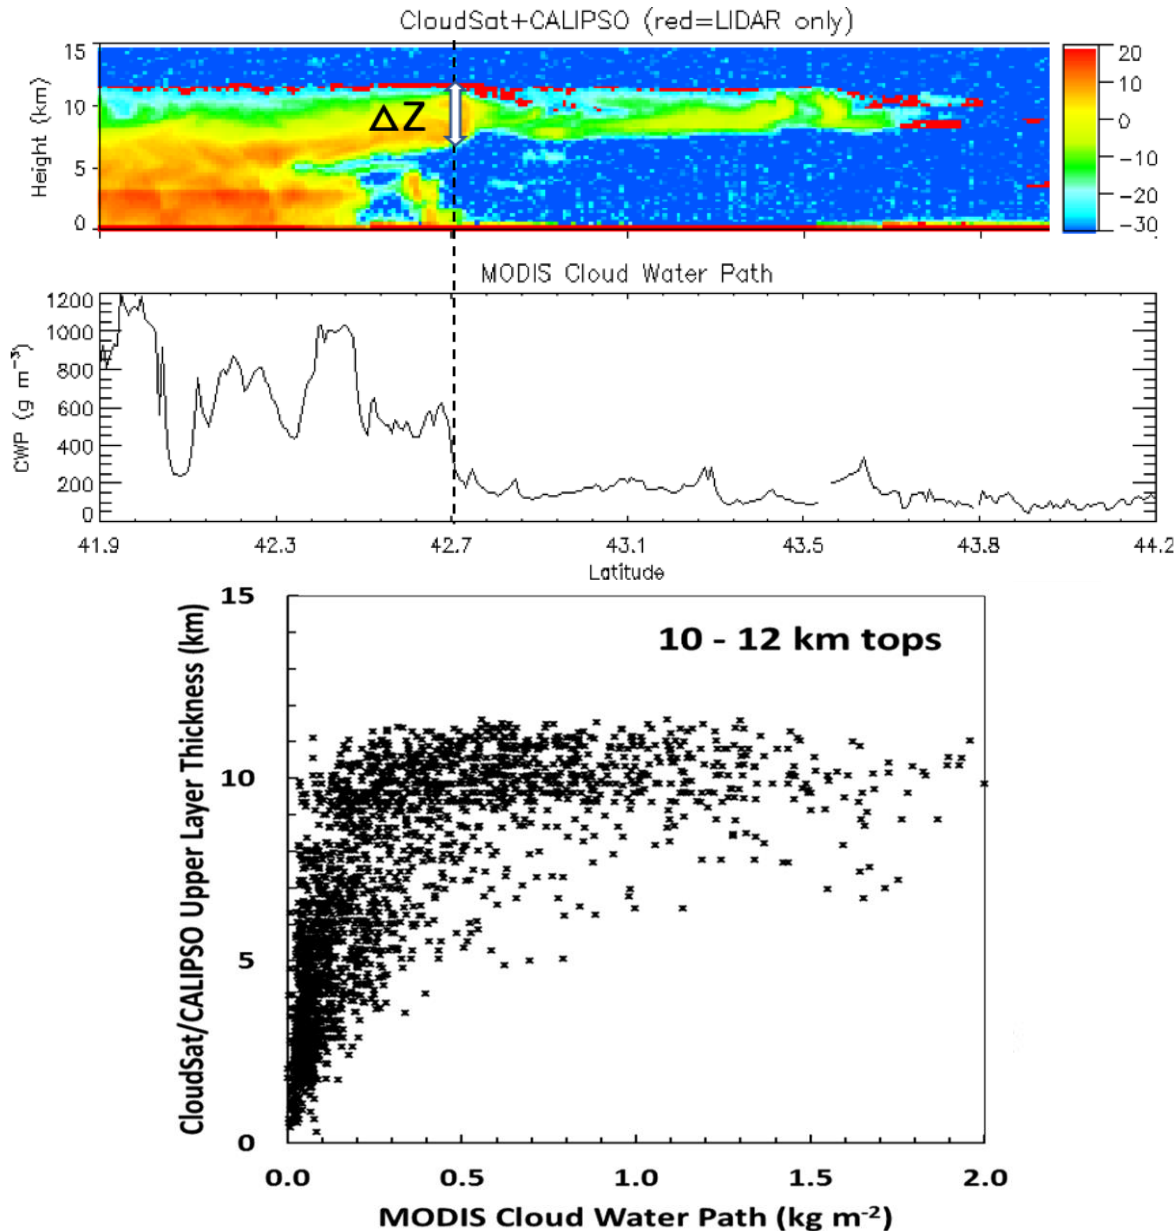 CloudSat+CALIPSO (red=LIDAR only)
15
10
5
0
Height (km)
ΔZ
20
10
0
-10
-20
-30
MODIS Cloud Water Path
1200
1000
800
600
400
200
0
CWP (g m-3)
41.9 42.3 42.7 43.1 43.5 43.8 44.2
Latitude
15
10
5
0
CloudSat/CALIPSO Upper Layer Thickness (km)
10 - 12 km tops
0.0 0.5 1.0 1.5 2.0
MODIS Cloud Water Path (kg m-2)